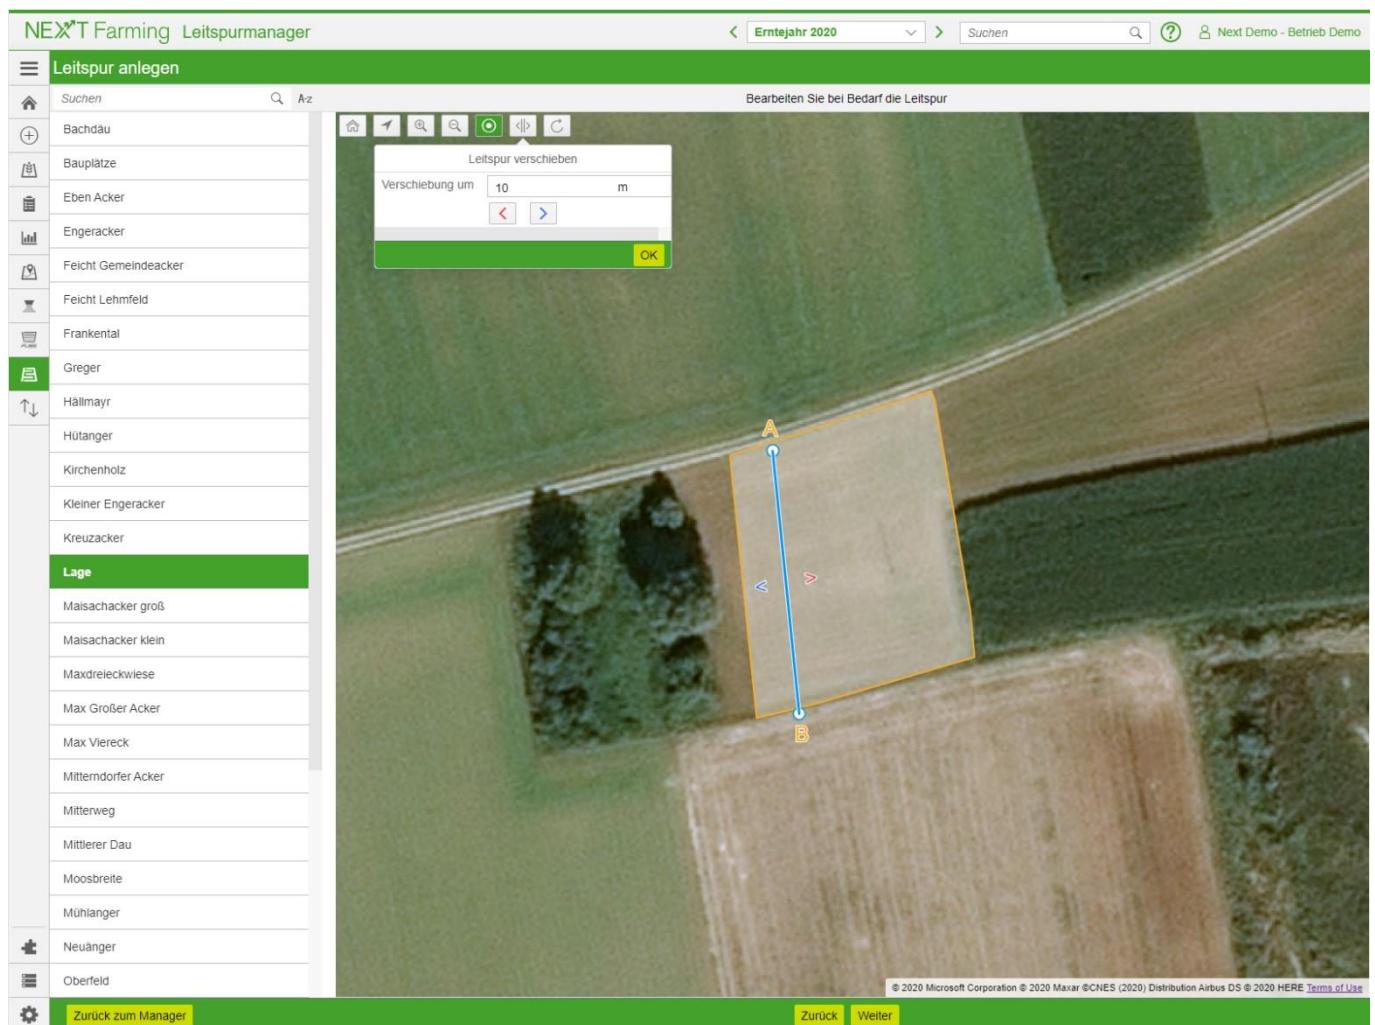 NEXT Farming Leitspurmanager
Erntejahr 2020
Suchen
Next Demo - Betrieb Demo
Leitspur anlegen
Suchen
A-z
Bearbeiten Sie bei Bedarf die Leitspur
Bachdäu
Bauplätze
Eben Acker
Engeracker
Feicht Gemeindeacker
Feicht Lehmfeld
Frankental
Greger
Hällmayr
Hütanger
Kirchenholz
Kleiner Engeracker
Kreuzacker
Lage
Maisachacker groß
Maisachacker klein
Maxdreieckwiese
Max Großer Acker
Max Viereck
Mitterndorfer Acker
Mitterweg
Mittlerer Dau
Moosbreite
Mühlanger
Neuänger
Oberfeld
Leitspur verschieben
Verschiebung um 10 m
< >
OK
A
< >
B
© 2020 Microsoft Corporation © 2020 Maxar ©CNES (2020) Distribution Airbus DS © 2020 HERE Terms of Use
Zurück zum Manager
Zurück Weiter